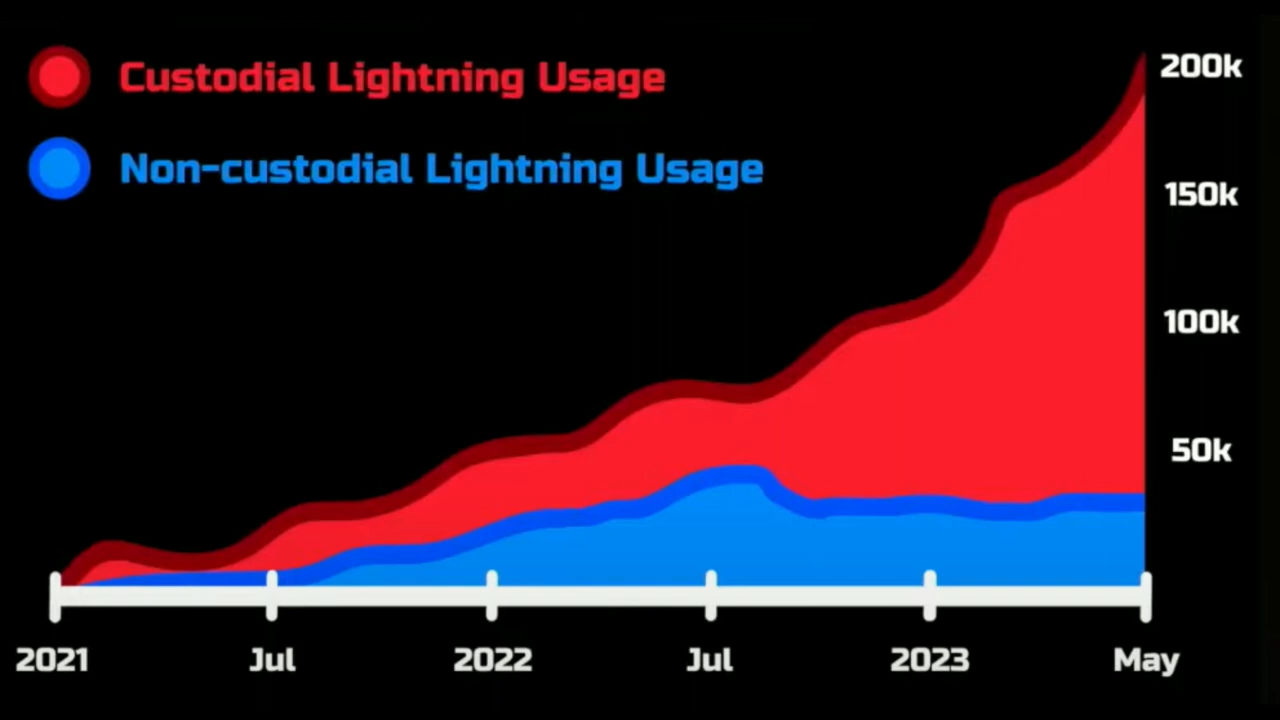 Custodial Lightning Usage
Non-custodial Lightning Usage
200k
150k
100k
50k
2021 Jul 2022 Jul 2023 May